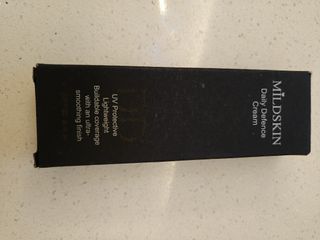 MILDSKIN
Daily Defence
Cream
UV Protective
Lightweight
Buildable coverage
with an ultra-
smoothing finish